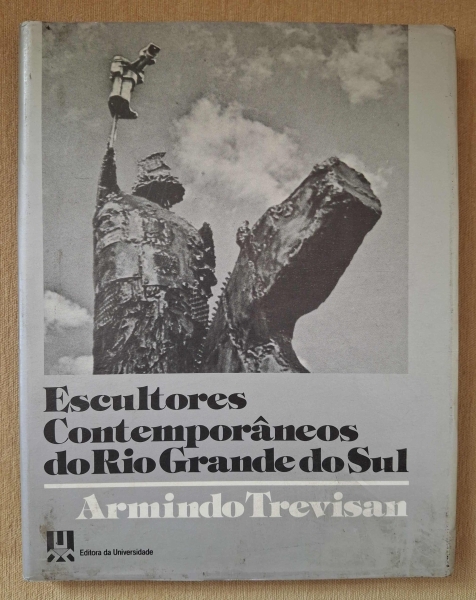 Escultores
Contemporâneos
do Rio Grande do Sul
Armindo Trevisan
Editora da Universidade